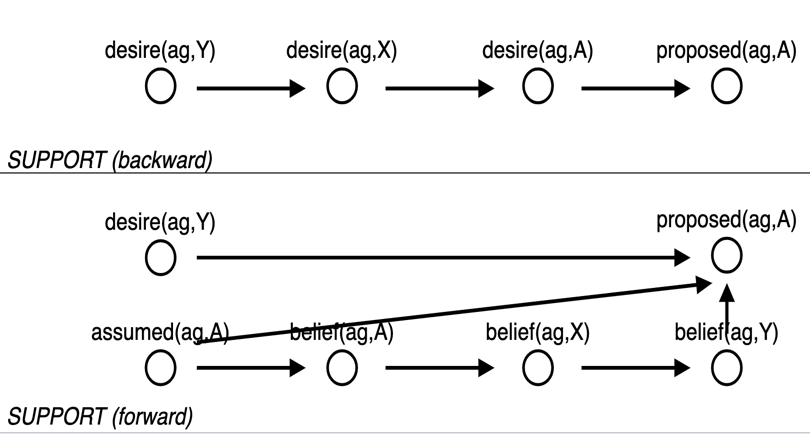 desire(ag,Y) desire(ag,X) desire(ag,A) proposed(ag,A)
SUPPORT (backward)
desire(ag,Y) proposed(ag,A)
assumed(ag,A) belief(ag,A) belief(ag,X) belief(ag,Y)
SUPPORT (forward)